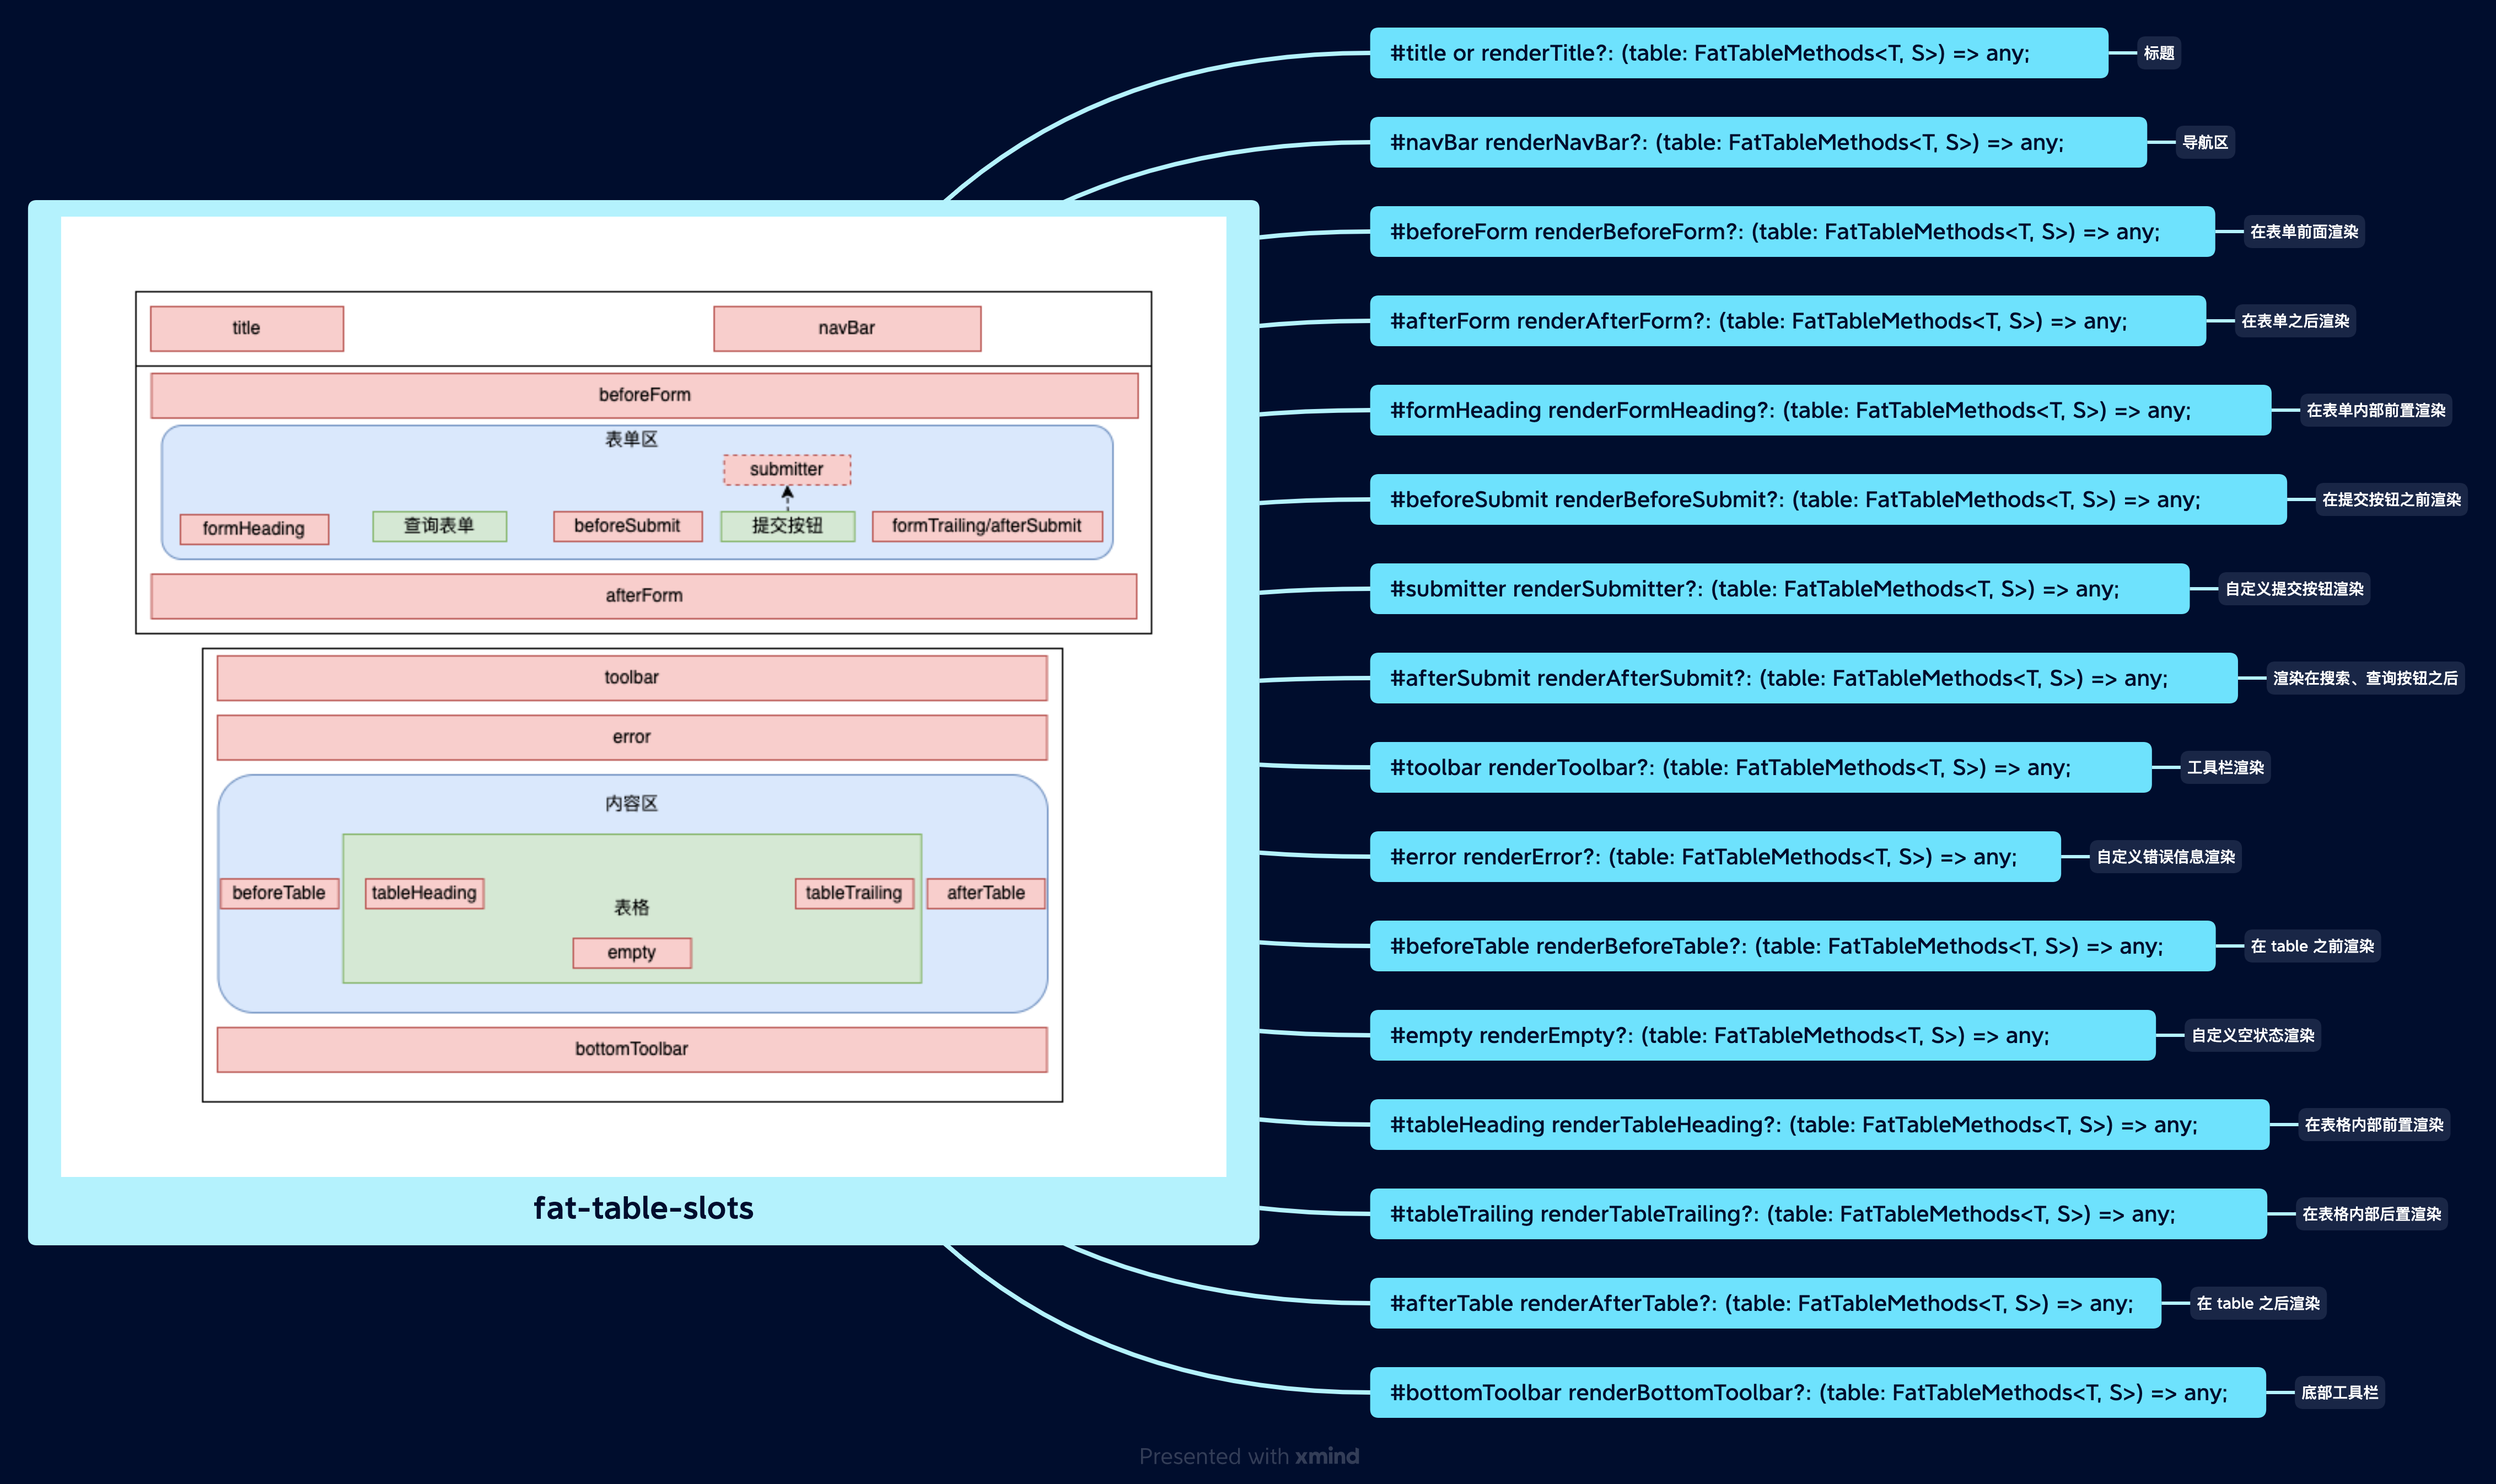 title
navBar
beforeForm
表单区
submitter
formHeading
查询表单
beforeSubmit
提交按钮
formTrailing/afterSubmit
afterForm
toolbar
error
内容区
beforeTable
tableHeading
tableTrailing
afterTable
表格
empty
bottomToolbar
fat-table-slots
#title or renderTitle?: (table: FatTableMethods<T, S>) => any;
标题
#navBar renderNavBar?: (table: FatTableMethods<T, S>) => any;
导航区
#beforeForm renderBeforeForm?: (table: FatTableMethods<T, S>) => any;
在表单前面渲染
#afterForm renderAfterForm?: (table: FatTableMethods<T, S>) => any;
在表单之后渲染
#formHeading renderFormHeading?: (table: FatTableMethods<T, S>) => any;
在表单内部前置渲染
#beforeSubmit renderBeforeSubmit?: (table: FatTableMethods<T, S>) => any;
在提交按钮之前渲染
#submitter renderSubmitter?: (table: FatTableMethods<T, S>) => any;
自定义提交按钮渲染
#afterSubmit renderAfterSubmit?: (table: FatTableMethods<T, S>) => any;
渲染在搜索、查询按钮之后
#toolbar renderToolbar?: (table: FatTableMethods<T, S>) => any;
工具栏渲染
#error renderError?: (table: FatTableMethods<T, S>) => any;
自定义错误信息渲染
#beforeTable renderBeforeTable?: (table: FatTableMethods<T, S>) => any;
在 table 之前渲染
#empty renderEmpty?: (table: FatTableMethods<T, S>) => any;
自定义空状态渲染
#tableHeading renderTableHeading?: (table: FatTableMethods<T, S>) => any;
在表格内部前置渲染
#tableTrailing renderTableTrailing?: (table: FatTableMethods<T, S>) => any;
在表格内部后置渲染
#afterTable renderAfterTable?: (table: FatTableMethods<T, S>) => any;
在 table 之后渲染
#bottomToolbar renderBottomToolbar?: (table: FatTableMethods<T, S>) => any;
底部工具栏
Presented with xmind